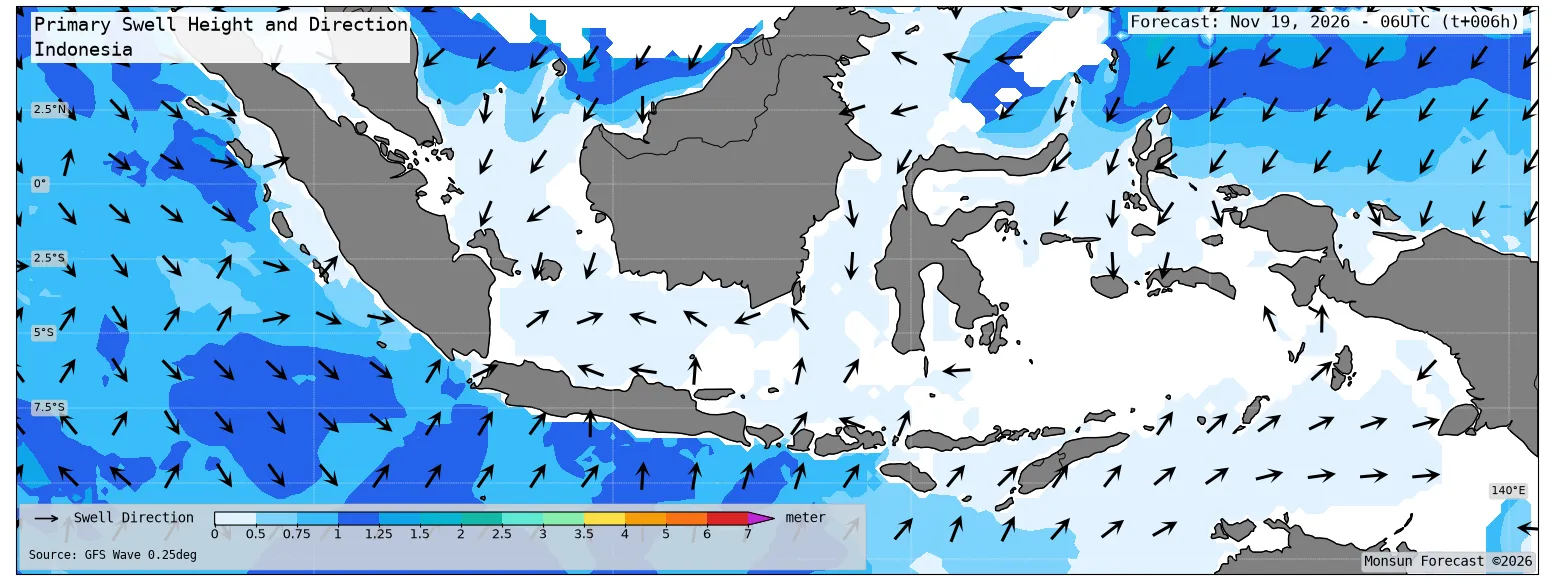 Primary Swell Height and Direction
Indonesia
Forecast: Nov 19, 2026 - 06UTC (t+006h)
2.5°N
0°
2.5°S
5°S
7.5°S
140°E
Swell Direction
0 0.5 0.75 1 1.25 1.5 2 2.5 3 3.5 4 5 6 7
meter
Source: GFS Wave 0.25deg
Monsun Forecast ©2026